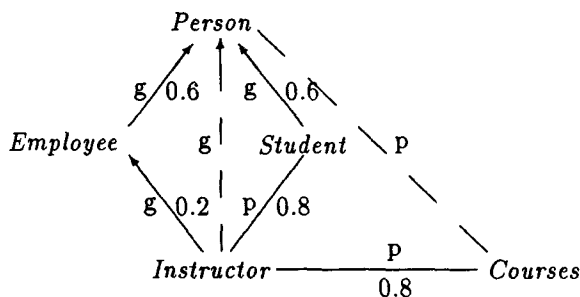 Person
g 0.6 g 0.6
Employee g Student p
g 0.2 p 0.8
p
Instructor Courses
0.8